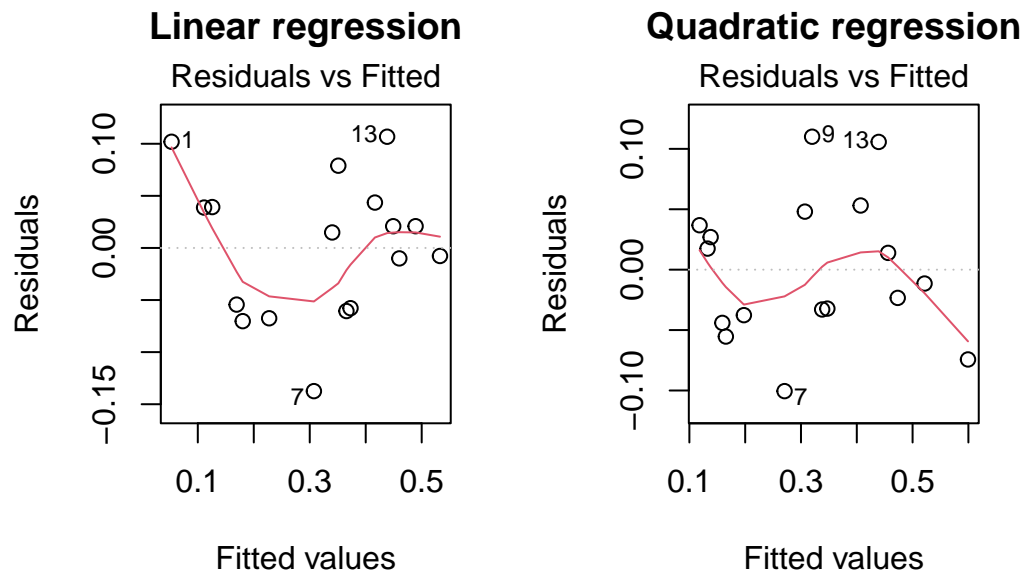 Linear regression
Residuals vs Fitted
Residuals
0.10
0.00
−0.15
1
13
7
0.1
0.3
0.5
Fitted values
Quadratic regression
Residuals vs Fitted
Residuals
0.10
0.00
−0.10
9
13
7
0.1
0.3
0.5
Fitted values